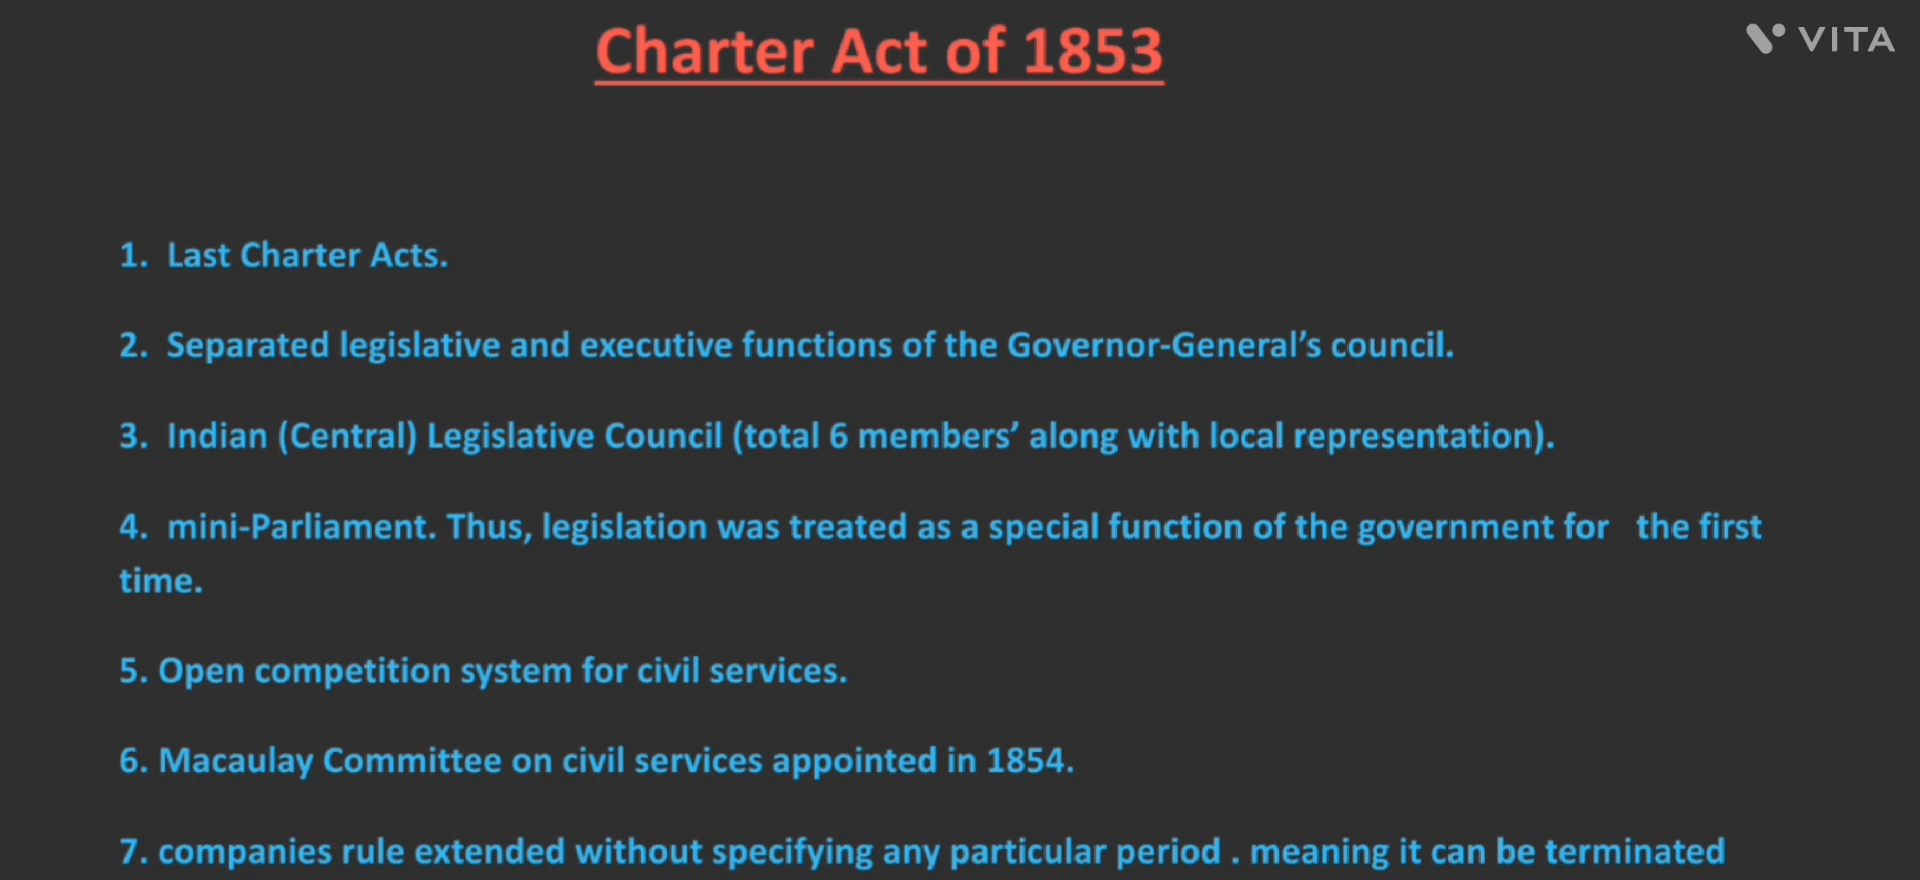 Charter Act of 1853
VITA
1. Last Charter Acts.
2. Separated legislative and executive functions of the Governor-General’s council.
3. Indian (Central) Legislative Council (total 6 members’ along with local representation).
4. mini-Parliament. Thus, legislation was treated as a special function of the government for the first
time.
5. Open competition system for civil services.
6. Macaulay Committee on civil services appointed in 1854.
7. companies rule extended without specifying any particular period . meaning it can be terminated